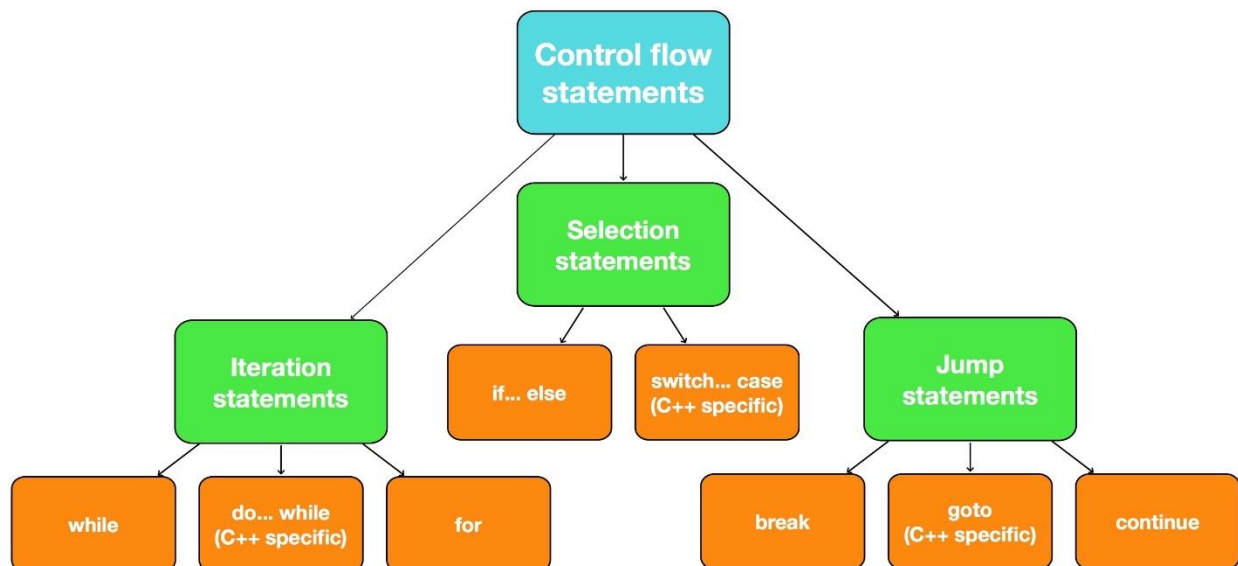 Control flow
statements
Selection
statements
Iteration
statements
Jump
statements
if... else
switch... case
(C++ specific)
while
do... while
(C++ specific)
for
break
goto
(C++ specific)
continue